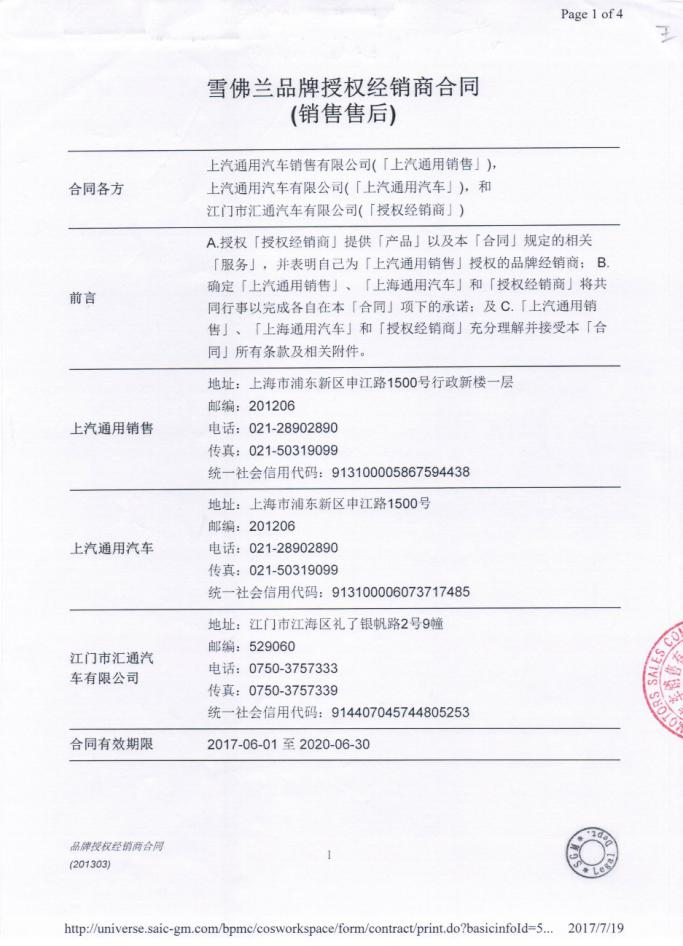 Page 1 of 4
雪佛兰品牌授权经销商合同
(销售售后)
合同各方
上汽通用汽车销售有限公司(「上汽通用销售」),
上汽通用汽车有限公司(「上汽通用汽车」), 和
江门市汇通汽车有限公司(「授权经销商」)
前言
A.授权「授权经销商」提供「产品」以及本「合同」规定的相关
「服务」, 并表明自己为「上汽通用销售」授权的品牌经销商; B.
确定「上汽通用销售」、「上海通用汽车」和「授权经销商」将共
同行事以完成各自在本「合同」项下的承诺; 及 C.「上汽通用销
售」、「上海通用汽车」和「授权经销商」充分理解并接受本「合
同」所有条款及相关附件。
上汽通用销售
地址: 上海市浦东新区申江路1500号行政新楼一层
邮编: 201206
电话: 021-28902890
传真: 021-50319099
统一社会信用代码: 913100005867594438
上汽通用汽车
地址: 上海市浦东新区申江路1500号
邮编: 201206
电话: 021-28902890
传真: 021-50319099
统一社会信用代码: 913100006073717485
江门市汇通汽
车有限公司
地址: 江门市江海区礼了银帆路2号9幢
邮编: 529060
电话: 0750-3757333
传真: 0750-3757339
统一社会信用代码: 914407045744805253
合同有效期限
2017-06-01 至 2020-06-30
MOTORS SALES CO
品牌授权经销商合同
(201303)
1
SGM * Legal Dept. *
http://universe.saic-gm.com/bpmc/cosworkspace/form/contract/print.do?basicinfoId=5... 2017/7/19